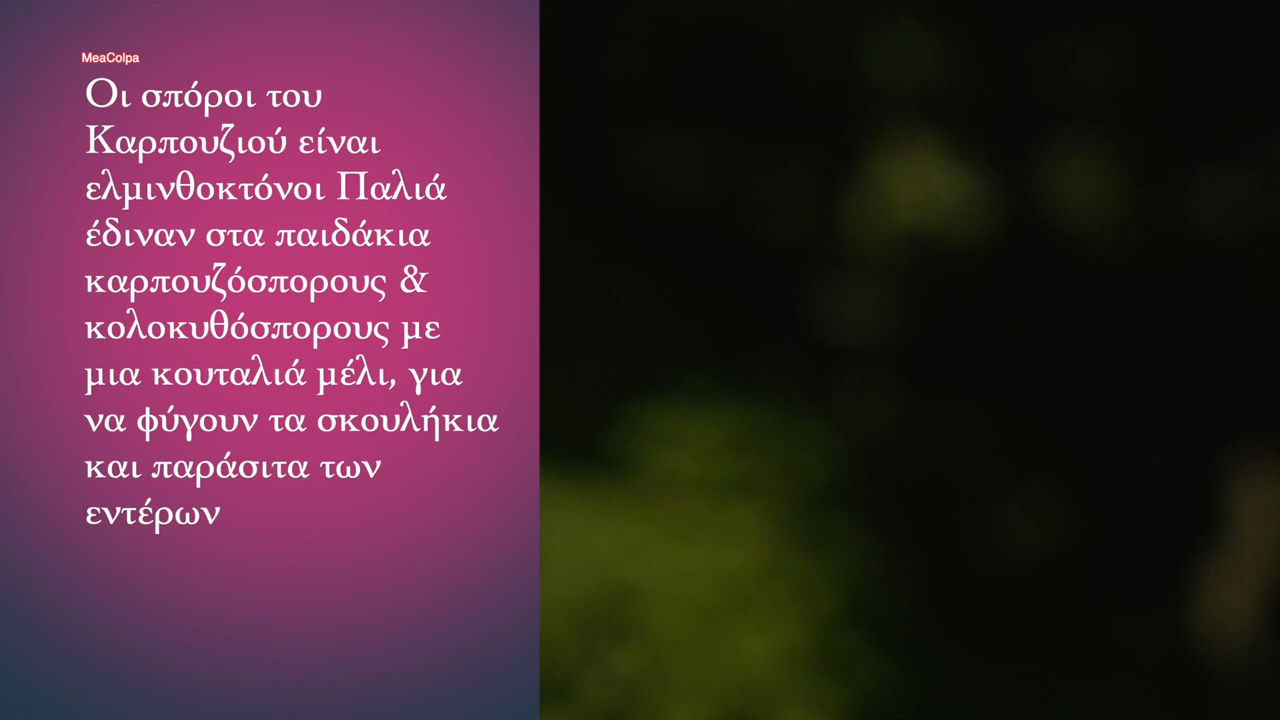 MeaColpa
Οι σπόροι του
Καρπουζιού είναι
ελμινθοκτόνοι Παλιά
έδιναν στα παιδάκια
καρπουζόσπορους &
κολοκυθόσπορους με
μια κουταλιά μέλι, για
να φύγουν τα σκουλήκια
και παράσιτα των
εντέρων